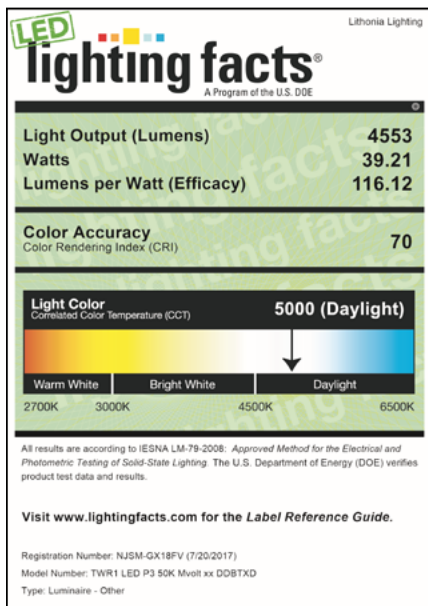 Lithonia Lighting
LED
lighting facts®
A Program of the U.S. DOE
Light Output (Lumens) 4553
Watts 39.21
Lumens per Watt (Efficacy) 116.12
Color Accuracy
Color Rendering Index (CRI) 70
Light Color
Correlated Color Temperature (CCT) 5000 (Daylight)
Warm White Bright White Daylight
2700K 3000K 4500K 6500K
All results are according to IESNA LM-79-2008: Approved Method for the Electrical and
Photometric Testing of Solid-State Lighting. The U.S. Department of Energy (DOE) verifies
product test data and results.
Visit www.lightingfacts.com for the Label Reference Guide.
Registration Number: NJSM-GX18FV (7/20/2017)
Model Number: TWR1 LED P3 50K Mvolt xx DDBTXD
Type: Luminaire - Other